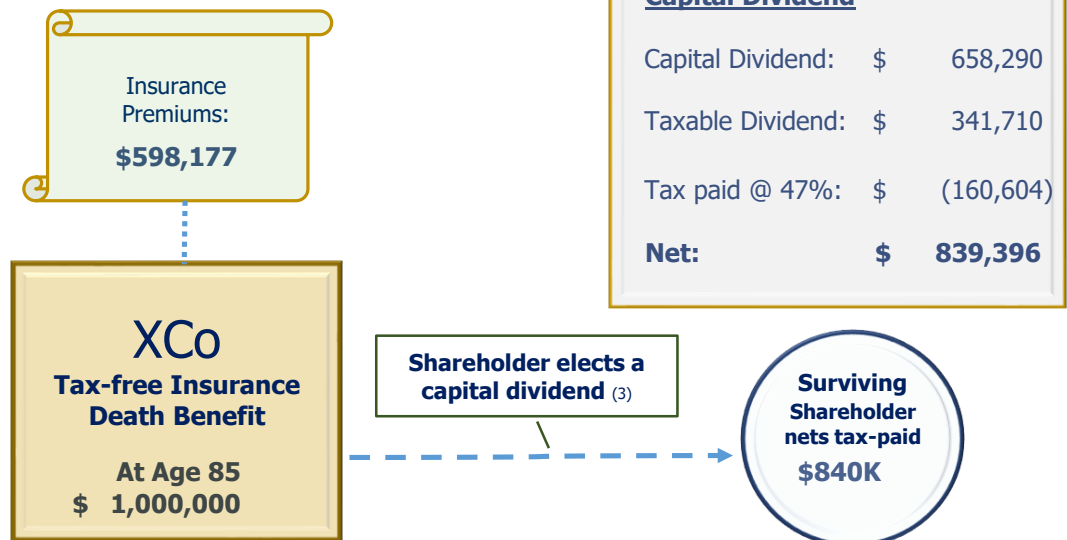 Capital Dividend
Capital Dividend: $ 658,290
Taxable Dividend: $ 341,710
Tax paid @ 47%: $ (160,604)
Net: $ 839,396
Insurance
Premiums:
$598,177
XCo
Tax-free Insurance
Death Benefit
At Age 85
$ 1,000,000
Shareholder elects a
capital dividend (3)
Surviving
Shareholder
nets tax-paid
$840K